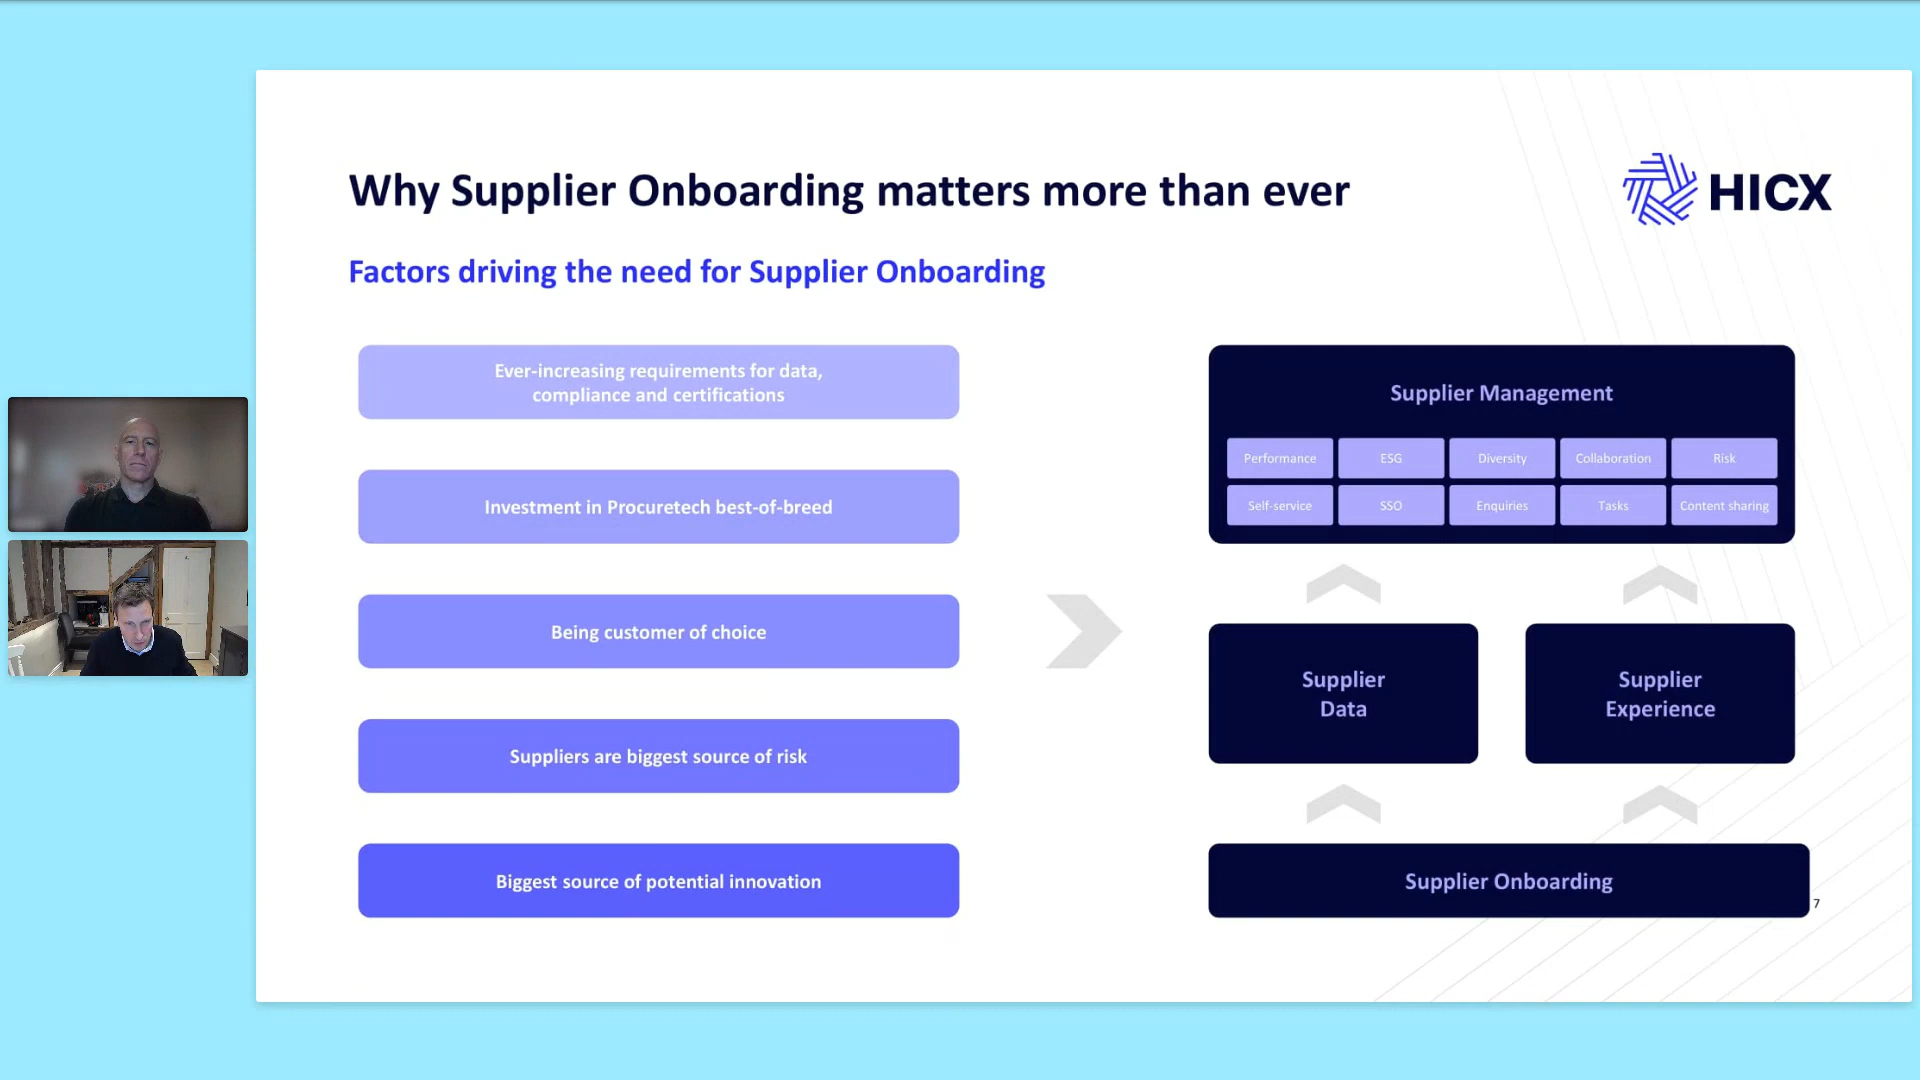 Why Supplier Onboarding matters more than ever
HICX
Factors driving the need for Supplier Onboarding
Ever-increasing requirements for data,
compliance and certifications
Investment in Procuretech best-of-breed
Being customer of choice
Suppliers are biggest source of risk
Biggest source of potential innovation
Supplier Management
Performance
ESG
Diversity
Collaboration
Risk
Self-service
SSO
Enquiries
Tasks
Content sharing
Supplier
Data
Supplier
Experience
Supplier Onboarding
7